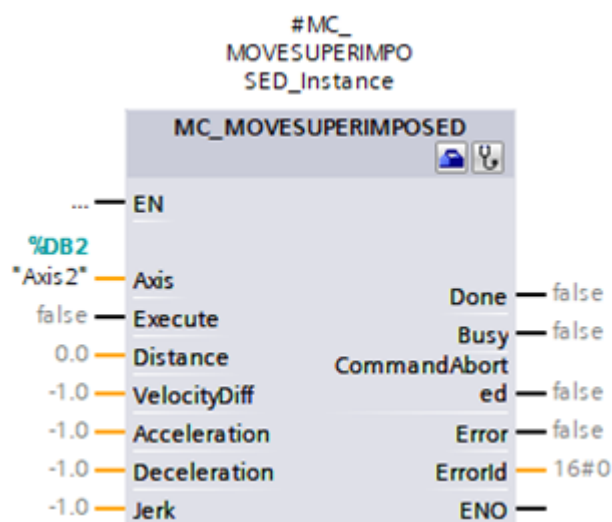 #MC_
MOVESUPERIMPO
SED_Instance
MC_MOVESUPERIMPOSED
... EN
%DB2
"Axis2" Axis
Done false
false Execute
Busy false
0.0 Distance
CommandAbort
ed false
-1.0 VelocityDiff
-1.0 Acceleration
Error false
-1.0 Deceleration
ErrorId 16#0
-1.0 Jerk
ENO